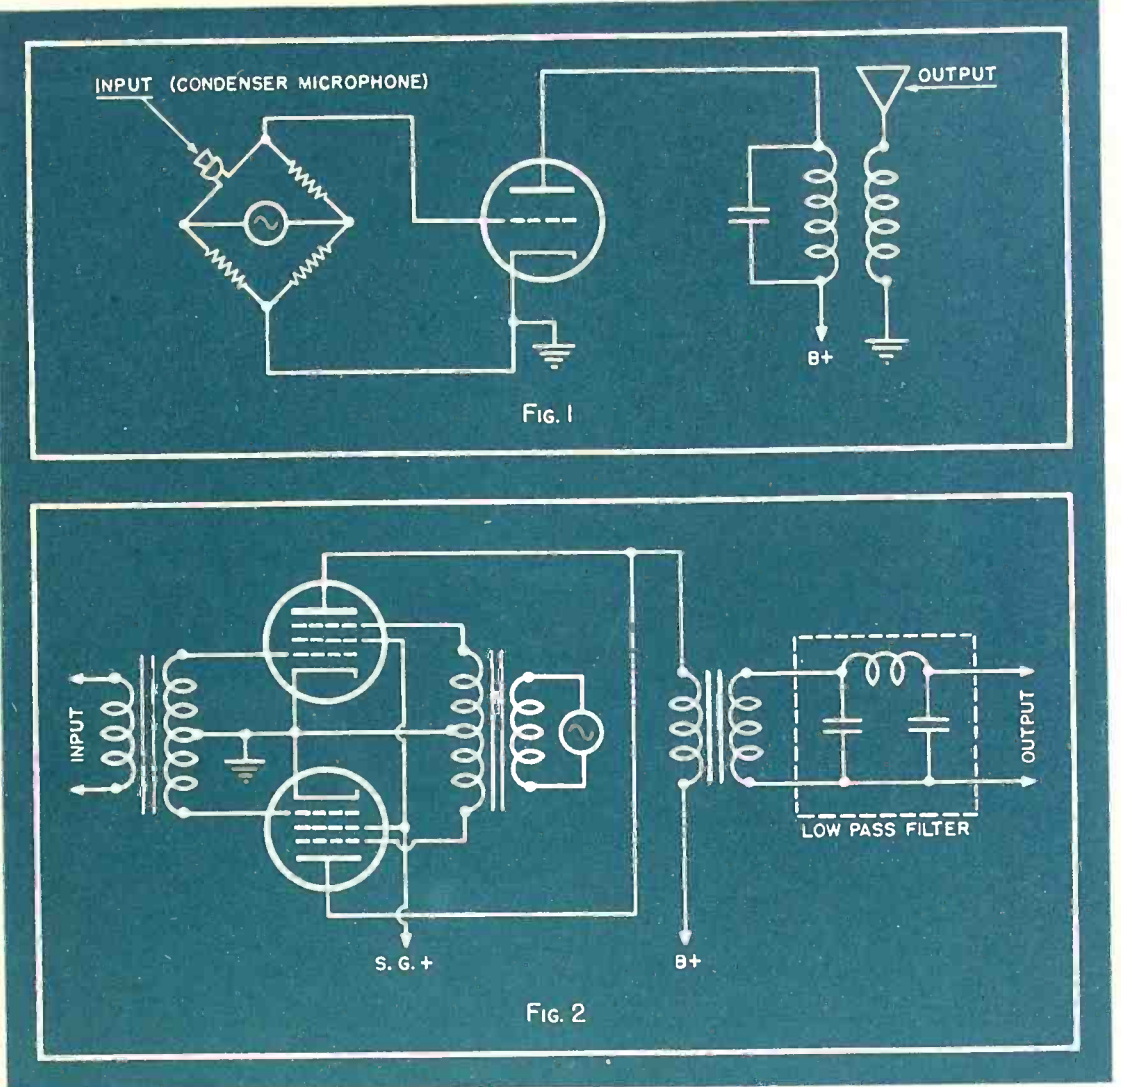 INPUT (CONDENSER MICROPHONE)
OUTPUT
B+
FIG. 1
INPUT
OUTPUT
LOW PASS FILTER
S. G. +
B+
FIG. 2